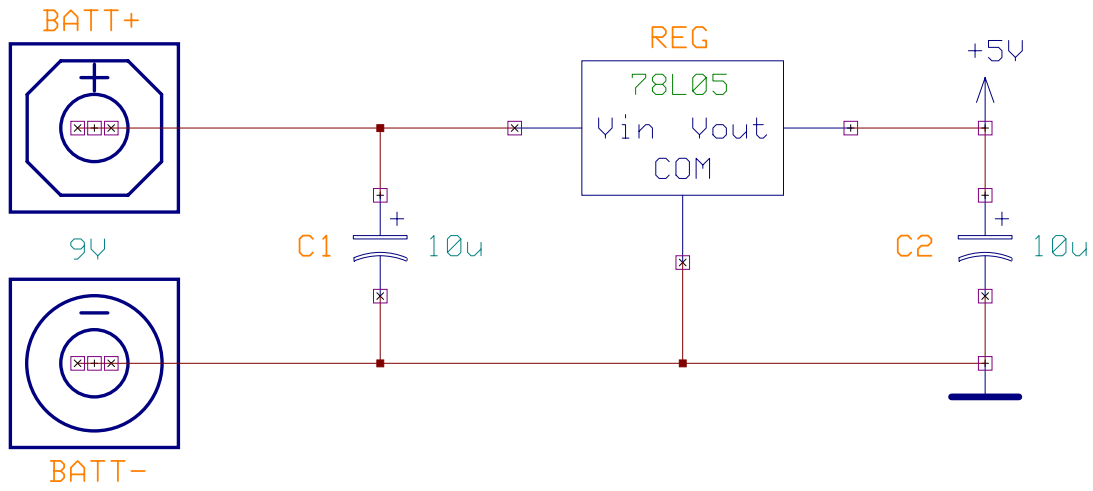 BATT+
REG
+5V
78L05
Vin Vout
COM
+
9V
C1
+
10u
C2
+
10u
BATT-